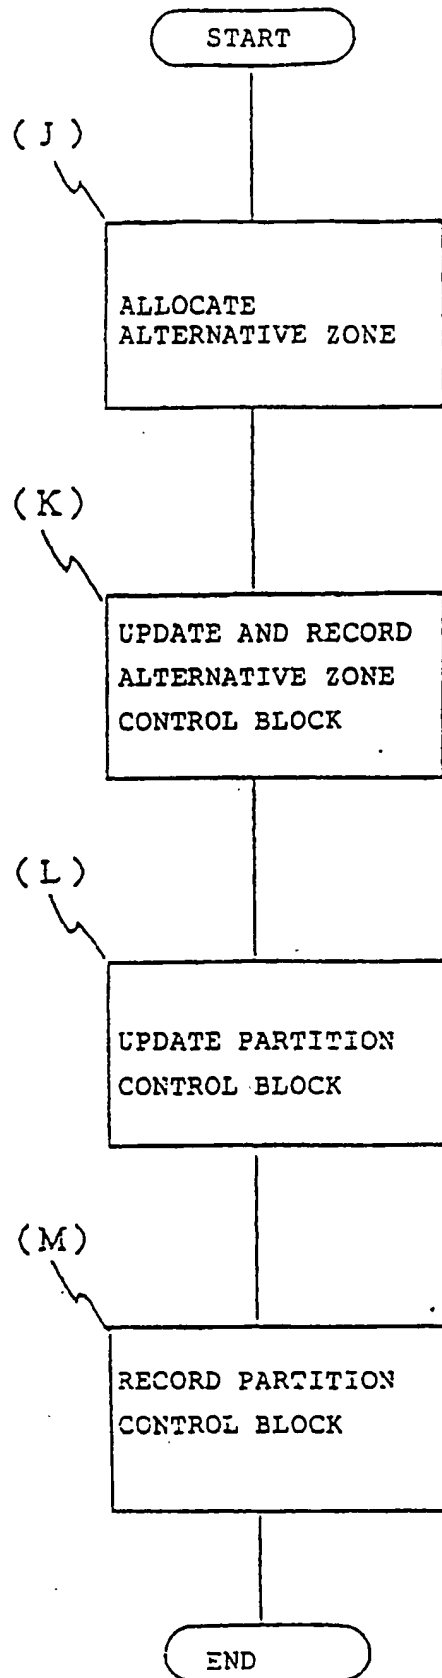 START
(J)
ALLOCATE
ALTERNATIVE ZONE
(K)
UPDATE AND RECORD
ALTERNATIVE ZONE
CONTROL BLOCK
(L)
UPDATE PARTITION
CONTROL BLOCK
(M)
RECORD PARTITION
CONTROL BLOCK
END